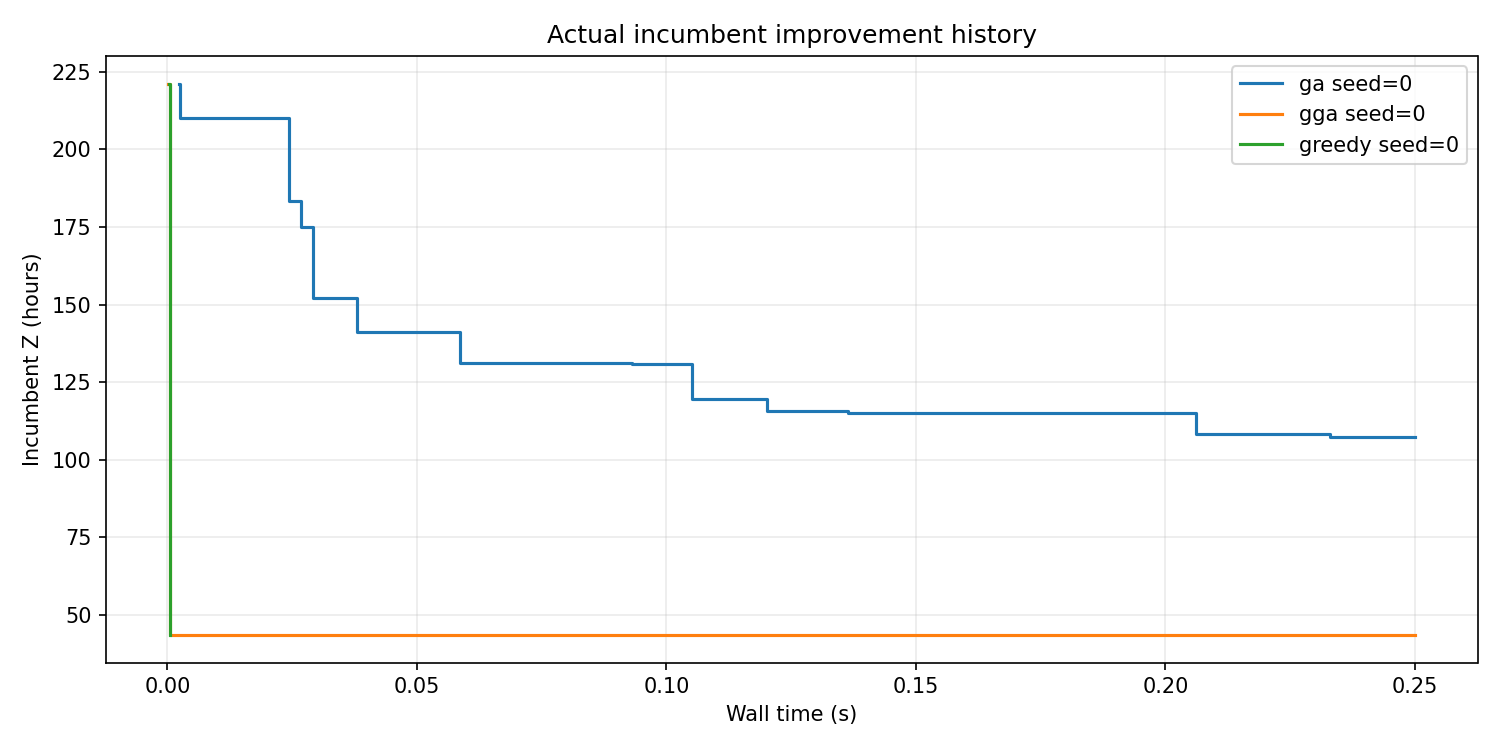 Actual incumbent improvement history
ga seed=0
gga seed=0
greedy seed=0
225
200
175
150
125
100
75
50
Incumbent Z (hours)
0.00
0.05
0.10
0.15
0.20
0.25
Wall time (s)